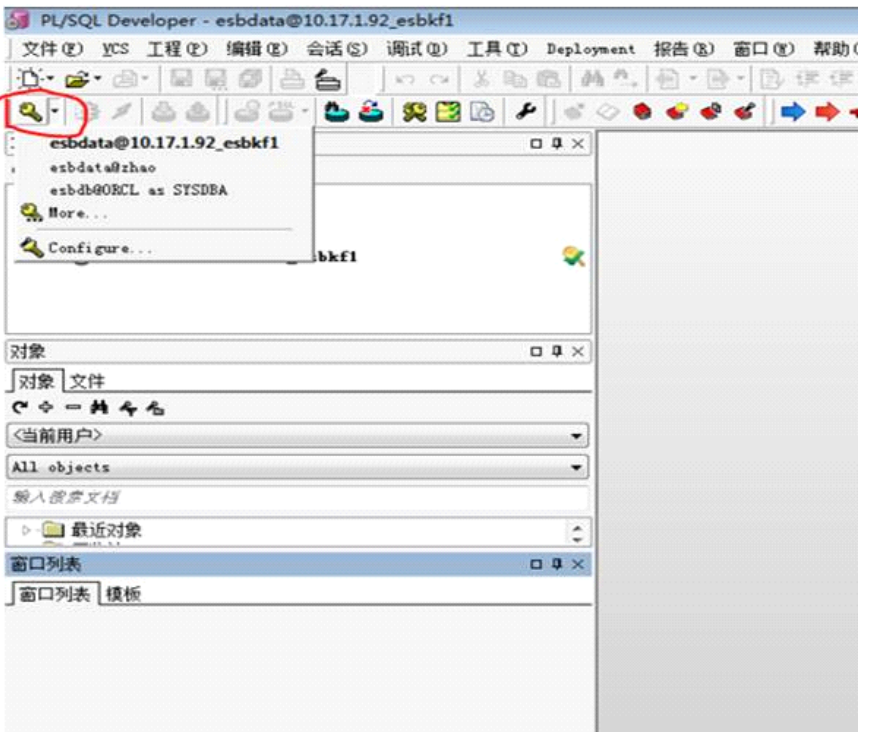 PL/SQL Developer - esbdata@10.17.1.92_esbkf1
文件(F) VCS 工程(P) 编辑(E) 会话(S) 调试(D) 工具(T) Deployment 报告(R) 窗口(W) 帮助(
esbdata@10.17.1.92_esbkf1
esbdata@zhao
esbdb@ORCL as SYSDBA
More...
Configure...
sbkf1
对象
对象 文件
<当前用户>
All objects
输入搜索文档
最近对象
窗口列表
窗口列表 模板